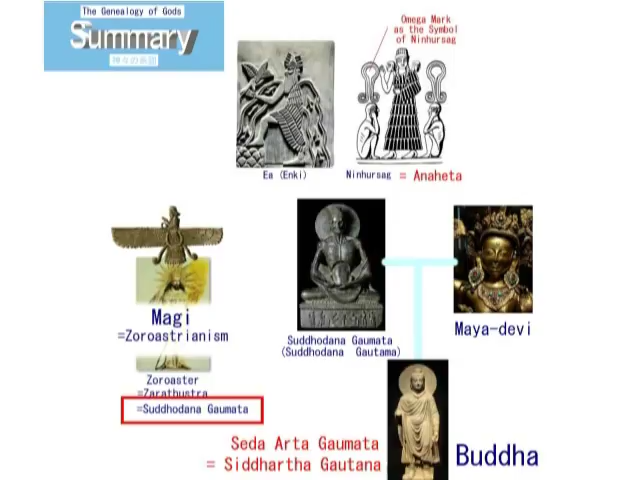 The Genealogy of Gods
Summary
神々の系図
Omega Mark
as the Symbol
of Ninhursag
Ea (Enki)
Ninhursag = Anaheta
Magi
=Zoroastrianism
Suddhodana Gaumata
(Suddhodana Gautama)
Maya-devi
Zoroaster
=Zarathustra
=Suddhodana Gaumata
Seda Arta Gaumata
= Siddhartha Gautana
Buddha